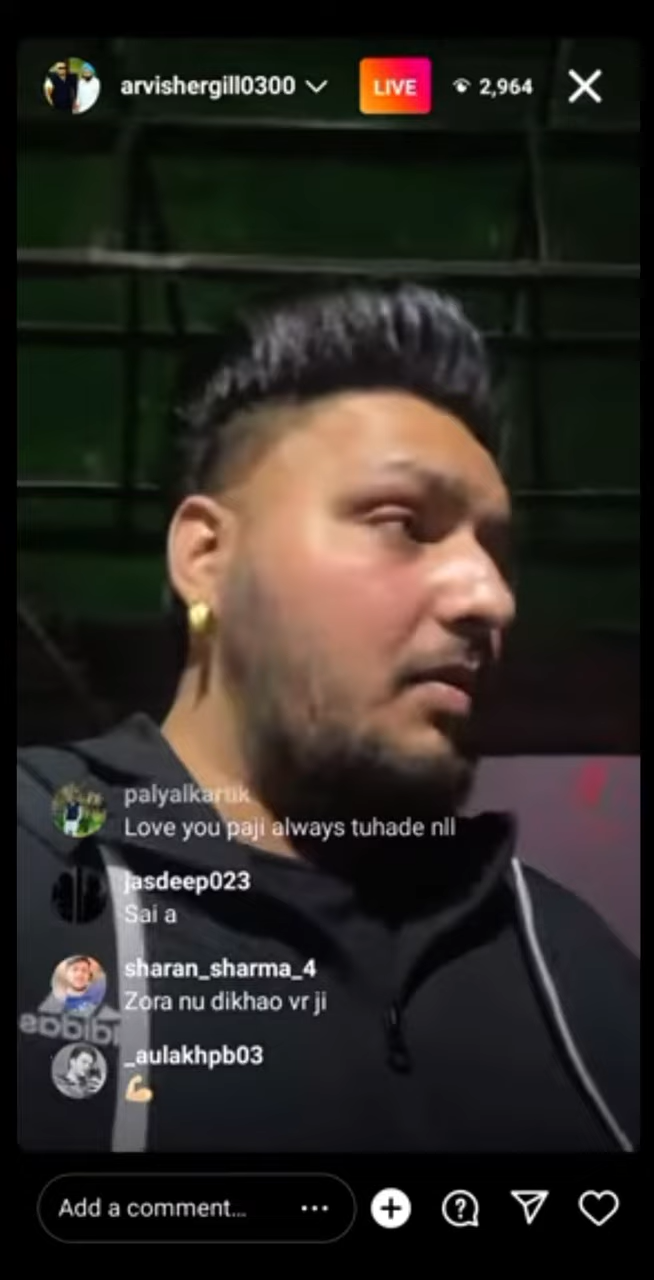 arvishergill0300
LIVE
2,964
palyalkartik
Love you paji always tuhade nll
jasdeep023
Sai a
sharan_sharma_4
Zora nu dikhao vr ji
adidas
_aulakhpb03
💪
Add a comment...